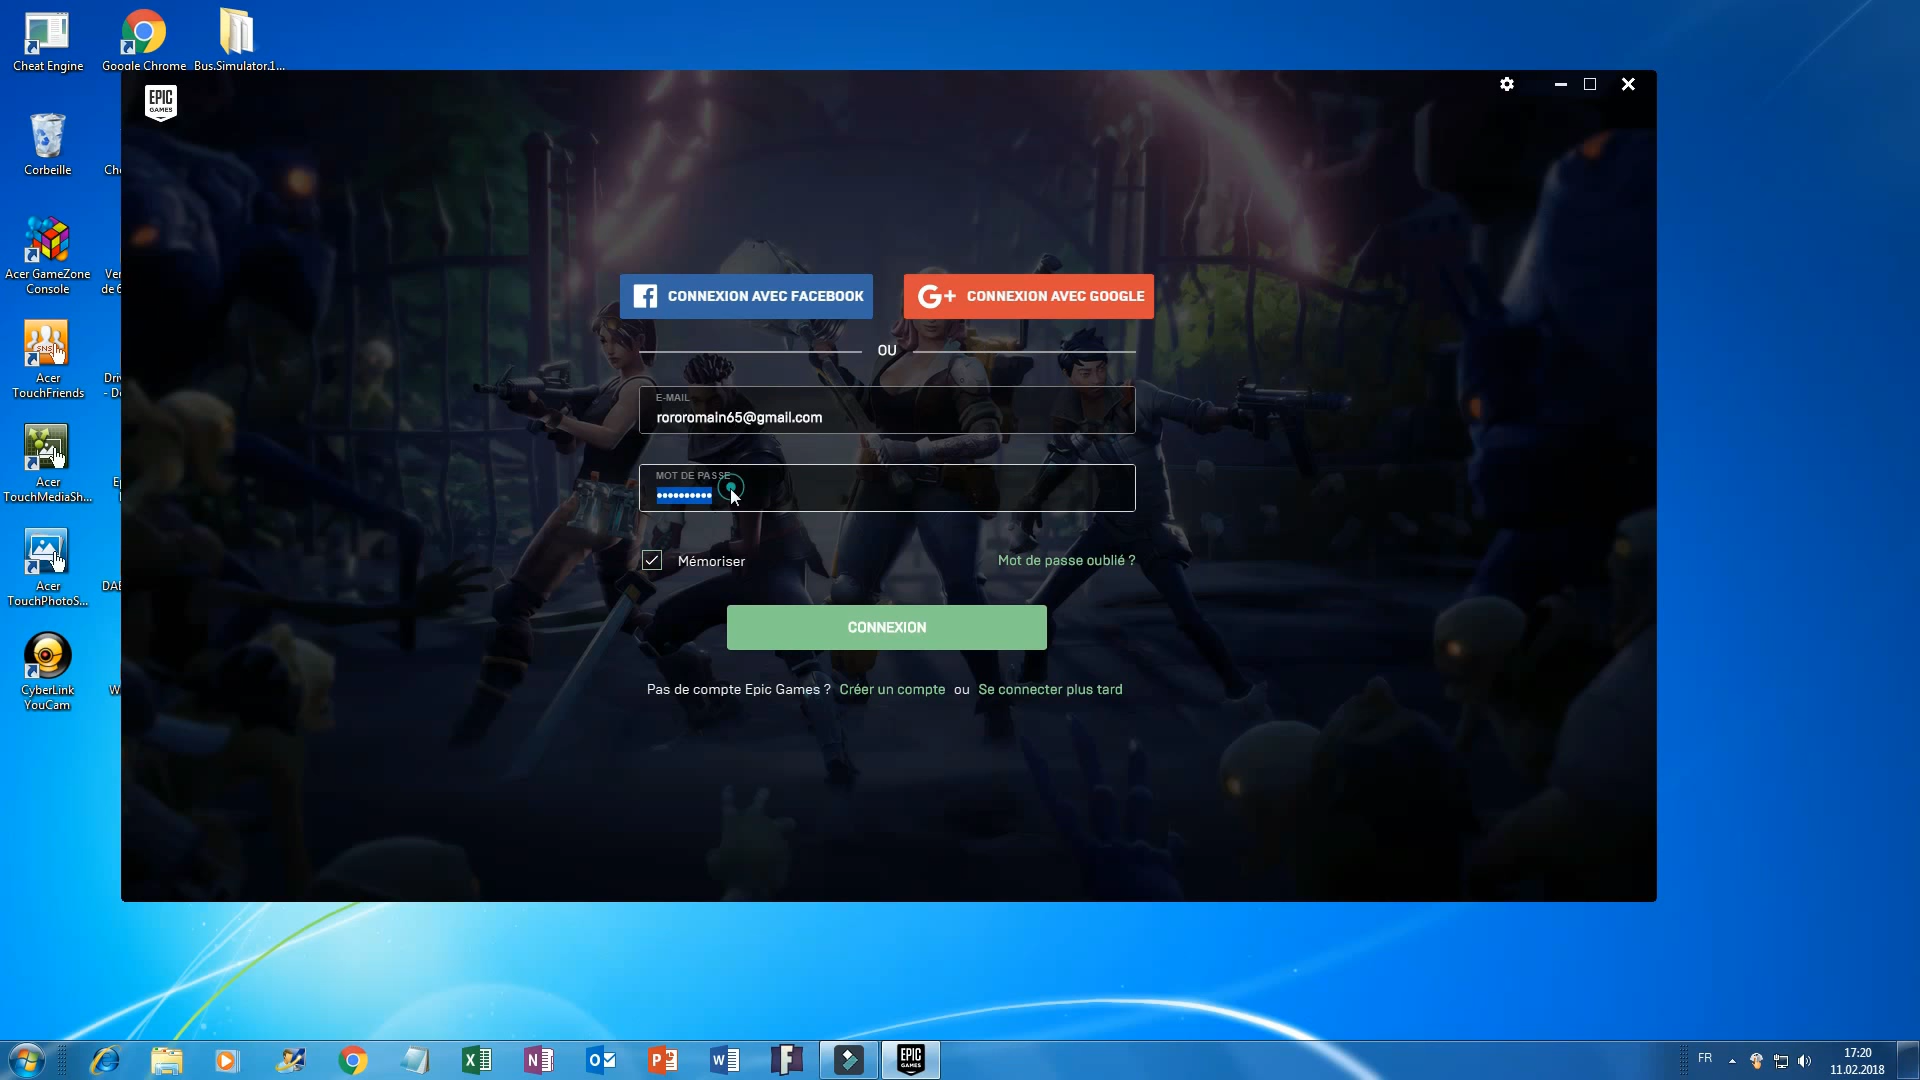 Cheat Engine
Google Chrome
Bus.Simulator.1...
EPIC
GAMES
Corbeille
Acer GameZone
Console
Acer
TouchFriends
Acer
TouchMediaSh...
Acer
TouchPhotoS...
CyberLink
YouCam
CONNEXION AVEC FACEBOOK
G+ CONNEXION AVEC GOOGLE
OU
E-MAIL
rororomain65@gmail.com
MOT DE PASSE
••••••••••
Mémoriser
Mot de passe oublié ?
CONNEXION
Pas de compte Epic Games ? Créer un compte ou Se connecter plus tard
EPIC
GAMES
FR
17:20
11.02.2018